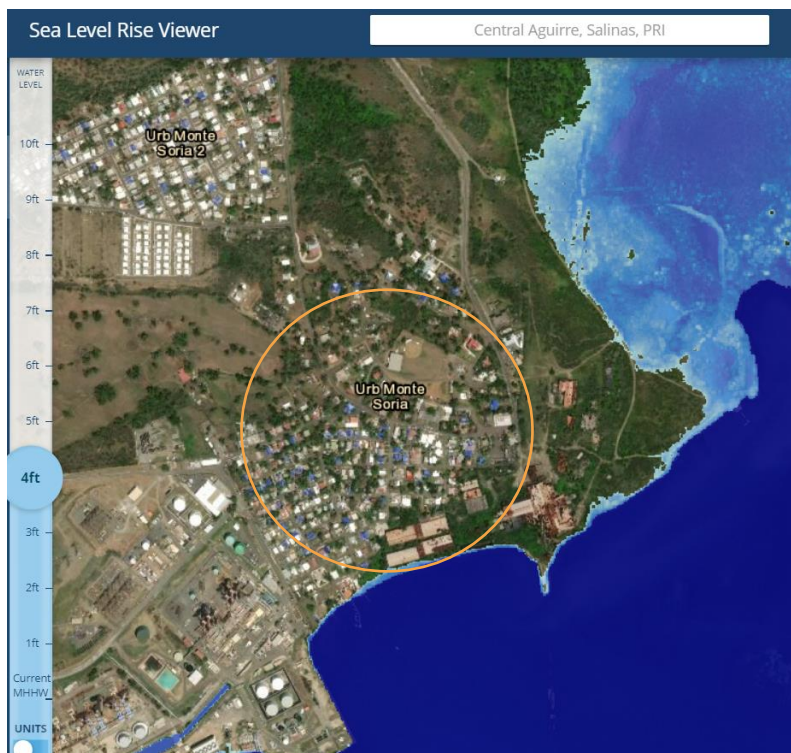 Sea Level Rise Viewer
Central Aguirre, Salinas, PRI
WATER
LEVEL
10ft
9ft
8ft
7ft
6ft
5ft
4ft
3ft
2ft
1ft
Current
MHHW
UNITS
Urb Monte
Soria 2
Urb Monte
Soria